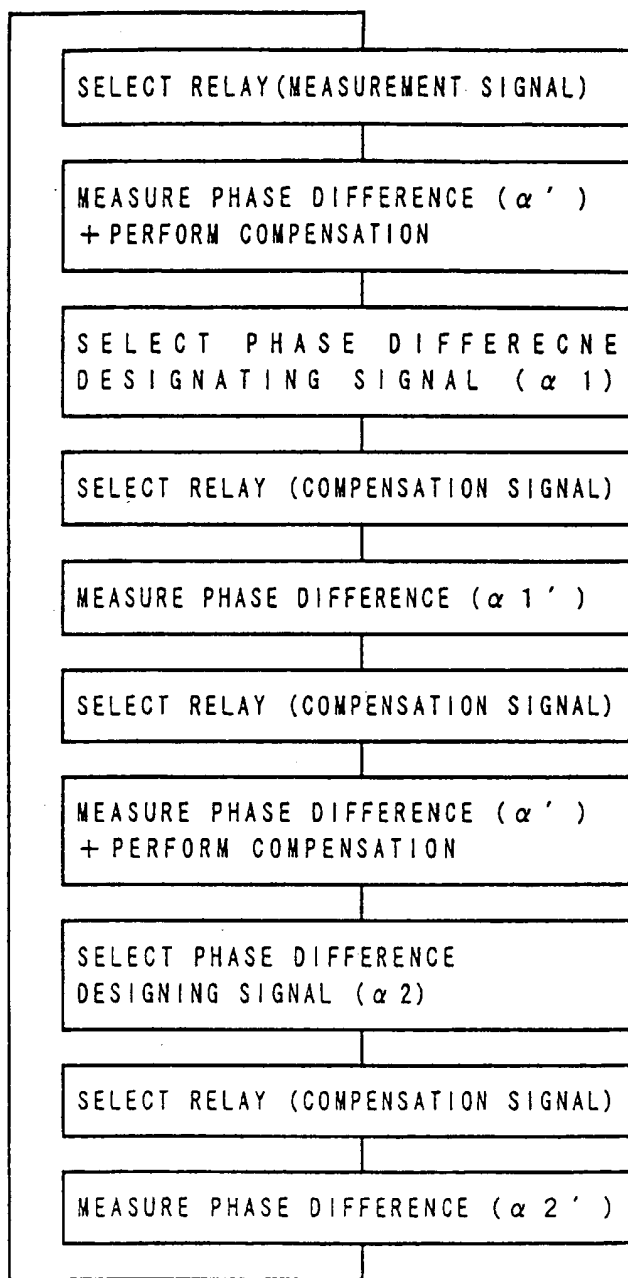 SELECT RELAY(MEASUREMENT SIGNAL)
MEASURE PHASE DIFFERENCE (α')
+ PERFORM COMPENSATION
SELECT PHASE DIFFERECNE
DESIGNATING SIGNAL (α 1)
SELECT RELAY (COMPENSATION SIGNAL)
MEASURE PHASE DIFFERENCE (α 1')
SELECT RELAY (COMPENSATION SIGNAL)
MEASURE PHASE DIFFERENCE (α')
+ PERFORM COMPENSATION
SELECT PHASE DIFFERENCE
DESIGNING SIGNAL (α 2)
SELECT RELAY (COMPENSATION SIGNAL)
MEASURE PHASE DIFFERENCE (α 2')